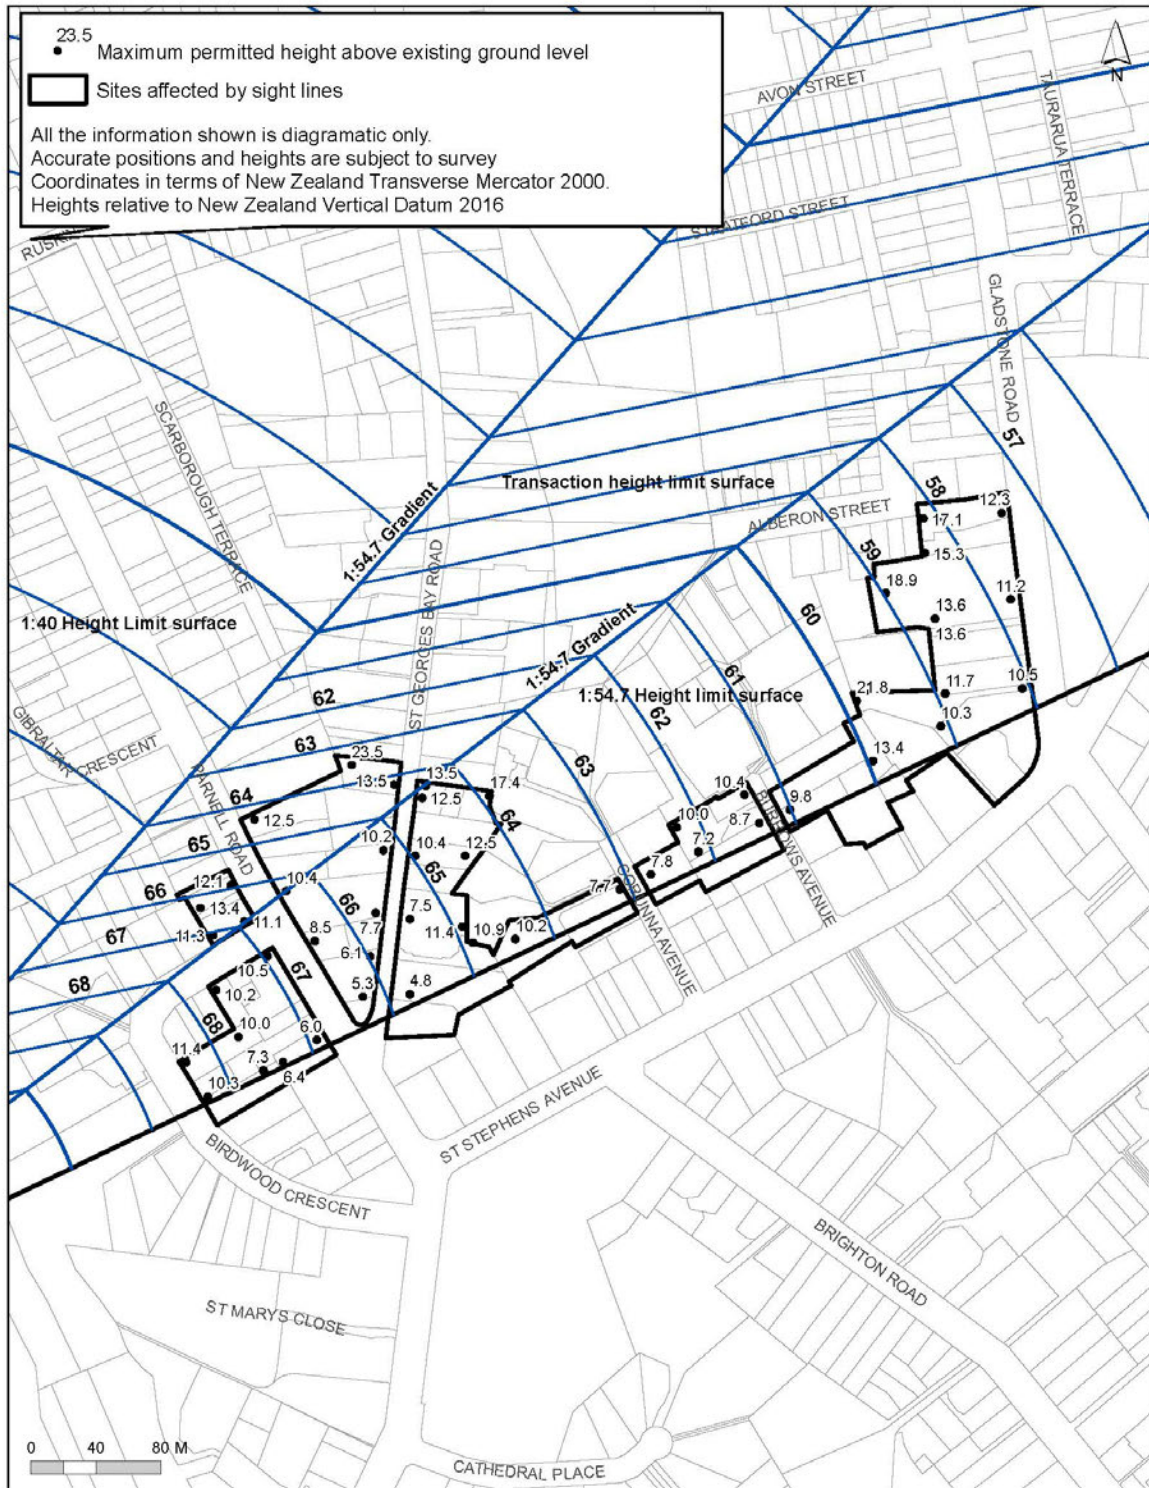 23.5
Maximum permitted height above existing ground level
Sites affected by sight lines
All the information shown is diagramatic only.
Accurate positions and heights are subject to survey
Coordinates in terms of New Zealand Transverse Mercator 2000.
Heights relative to New Zealand Vertical Datum 2016
N
AVON STREET
TAURARUA TERRACE
STRATFORD STREET
RUSKIN
GLADSTONE ROAD
SCARBOROUGH TERRACE
57
Transaction height limit surface
58
1:54.7 Gradient
ALBERON STREET
12.3
17.1
59
15.3
ST GEORGES BAY ROAD
18.9
11.2
60
13.6
13.6
1:40 Height Limit surface
1:54.7 Gradient
61
62
1:54.7 Height limit surface
21.8
11.7
10.5
62
10.3
GIBRALTAR CRESCENT
63
23.5
63
13.4
PARNELL ROAD
64
13.5
13.5
12.5
17.4
10.4
BURROWS AVENUE
9.8
12.5
64
10.0
8.7
65
10.2
10.4
12.5
7.2
66
12.1
10.4
65
7.8
7.7
CORUNNA AVENUE
13.4
11.1
66
7.5
67
11.3
8.5
7.7
11.4
10.9
10.2
68
10.5
67
6.1
10.2
5.3
4.8
68
10.0
6.0
11.4
7.3
6.4
10.3
ST STEPHENS AVENUE
BIRDWOOD CRESCENT
BRIGHTON ROAD
ST MARYS CLOSE
0 40 80 M
CATHEDRAL PLACE